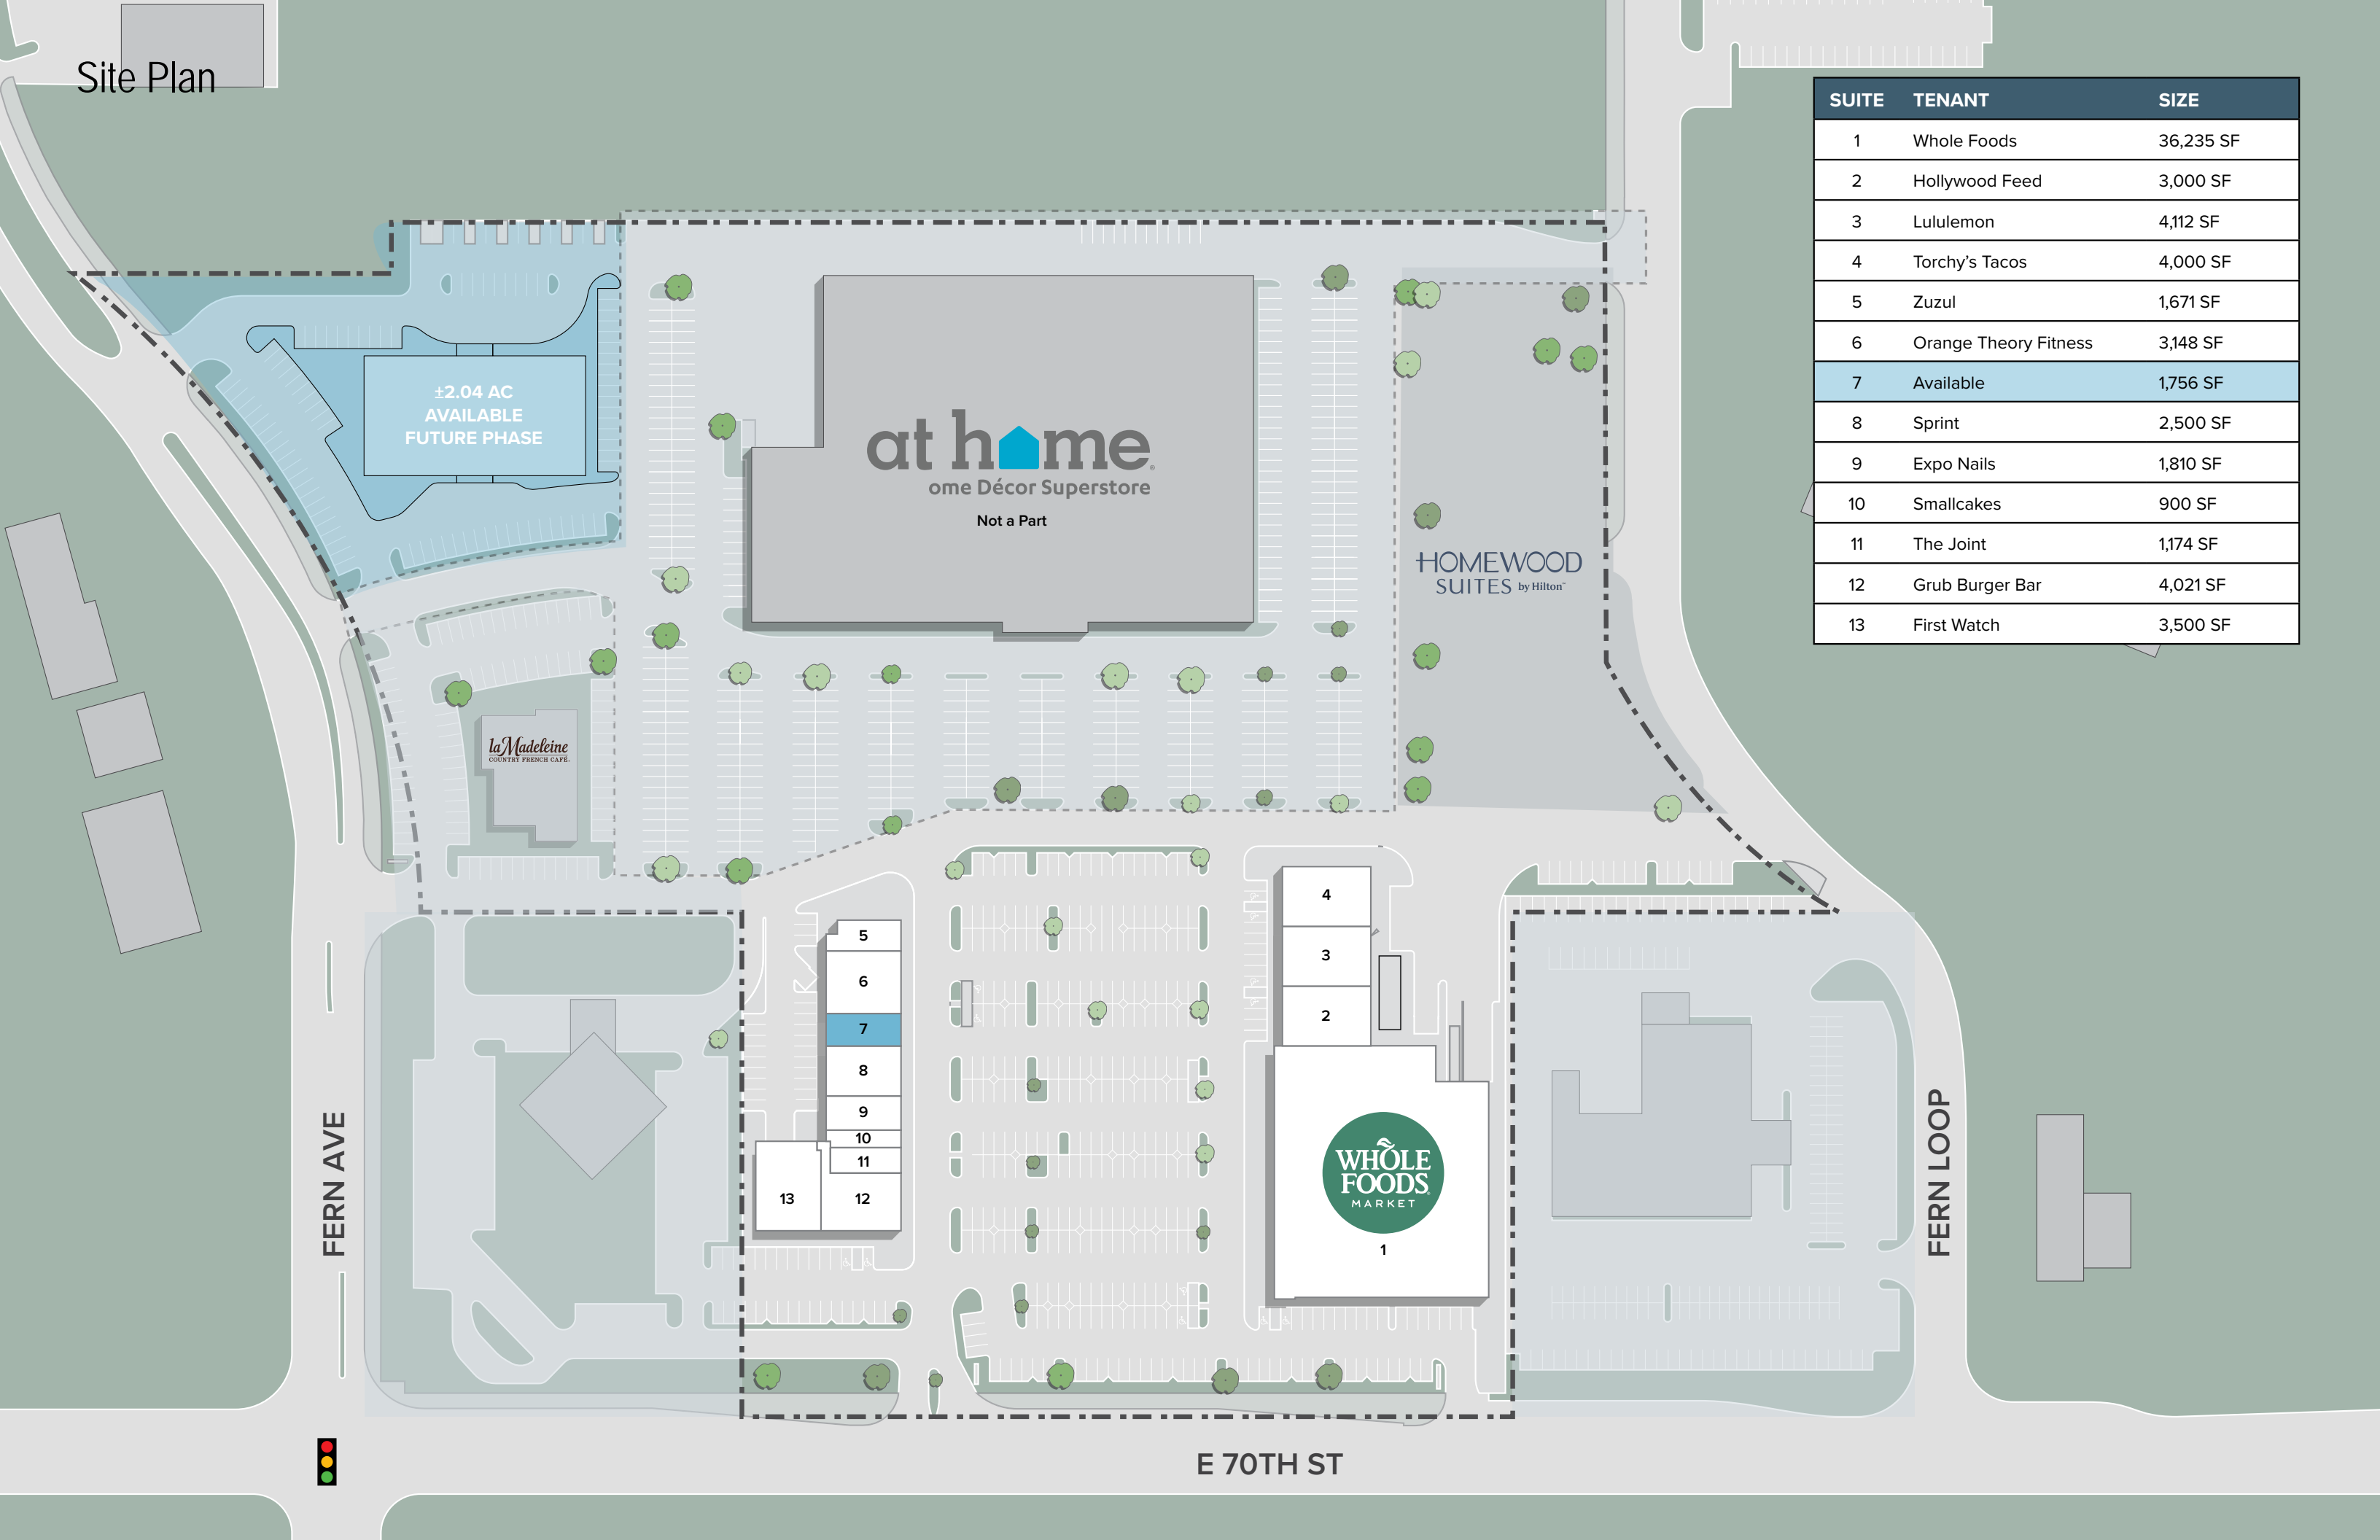 Site Plan
SUITE TENANT SIZE
1 Whole Foods 36,235 SF
2 Hollywood Feed 3,000 SF
3 Lululemon 4,112 SF
4 Torchy’s Tacos 4,000 SF
5 Zuzul 1,671 SF
6 Orange Theory Fitness 3,148 SF
7 Available 1,756 SF
8 Sprint 2,500 SF
9 Expo Nails 1,810 SF
10 Smallcakes 900 SF
11 The Joint 1,174 SF
12 Grub Burger Bar 4,021 SF
13 First Watch 3,500 SF
±2.04 AC
AVAILABLE
FUTURE PHASE
at home
ome Décor Superstore
Not a Part
HOMEWOOD
SUITES by Hilton™
la Madeleine
COUNTRY FRENCH CAFÉ
4
3
2
5
6
7
8
9
10
11
13
12
WHOLE
FOODS
MARKET
1
FERN AVE
FERN LOOP
E 70TH ST